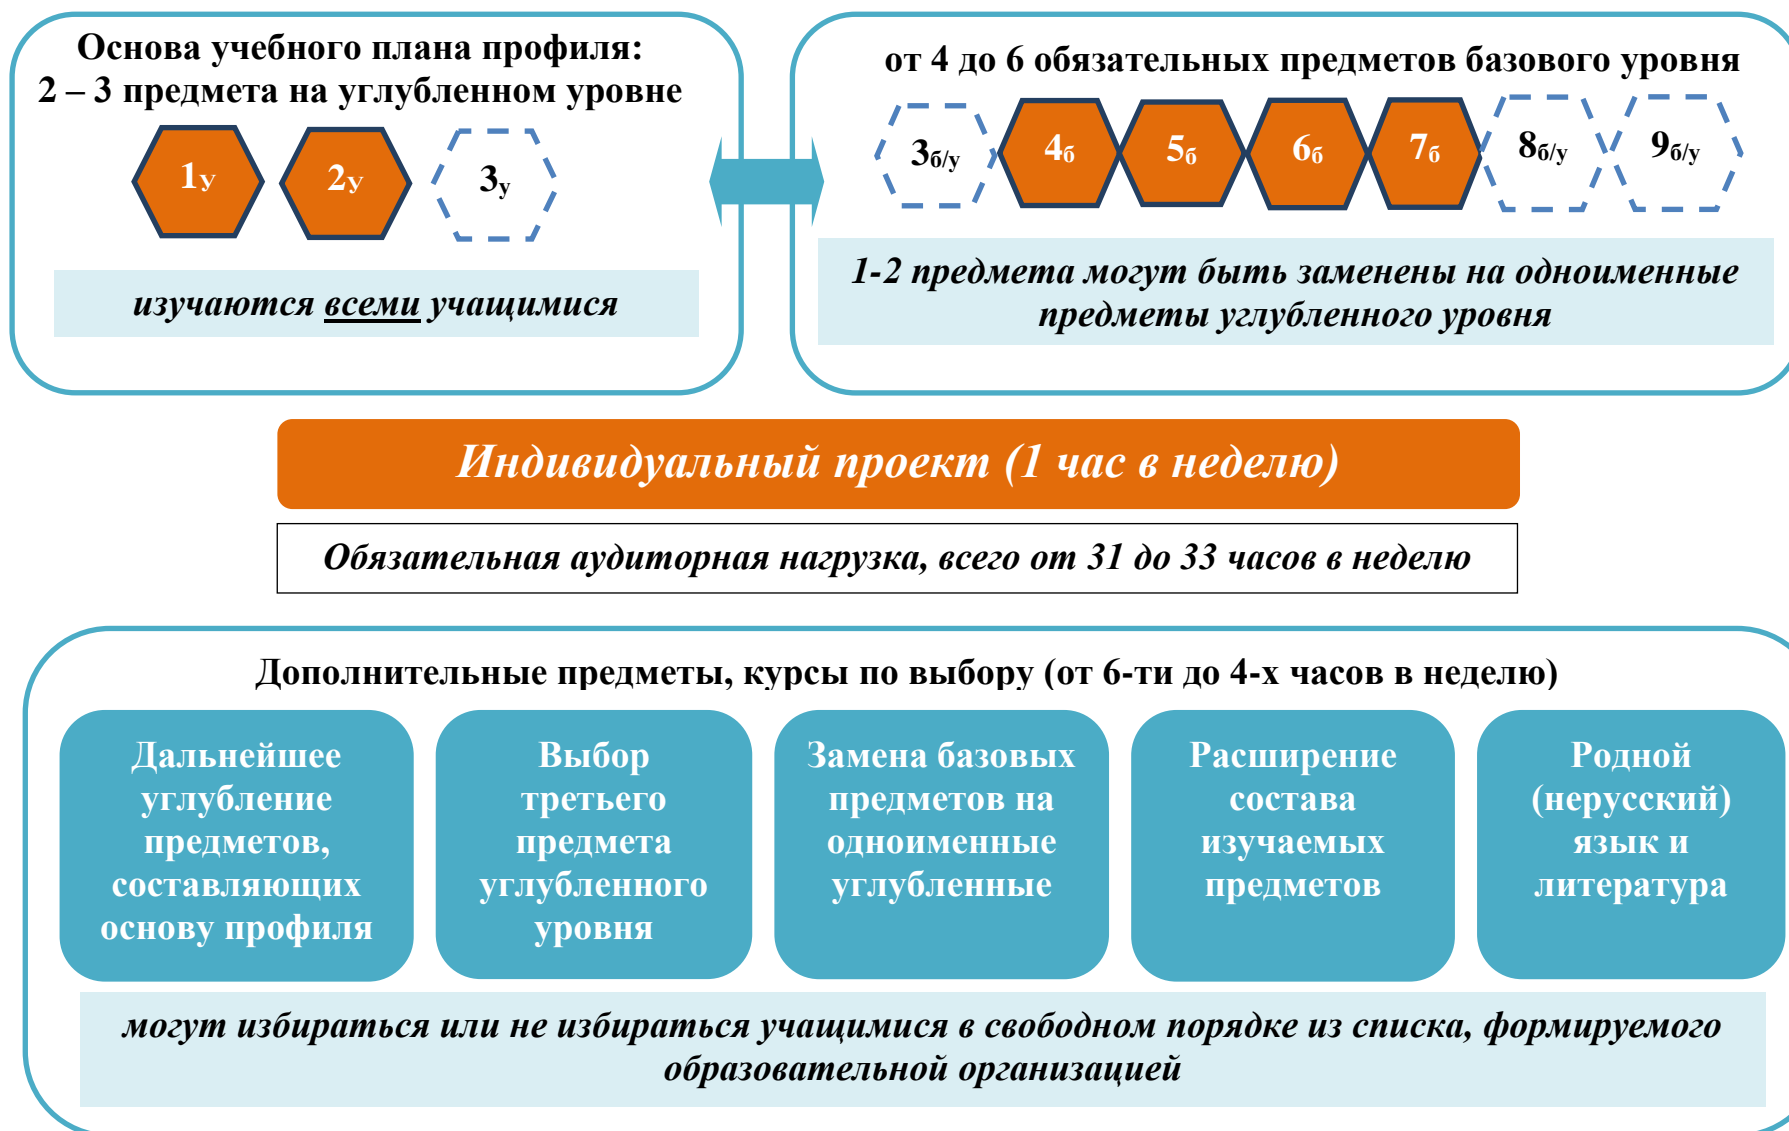 Основа учебного плана профиля:
2 – 3 предмета на углубленном уровне
1у 2у 3у
изучаются всеми учащимися
от 4 до 6 обязательных предметов базового уровня
3б/у 4б 5б 6б 7б 8б/у 9б/у
1-2 предмета могут быть заменены на одноименные
предметы углубленного уровня
Индивидуальный проект (1 час в неделю)
Обязательная аудиторная нагрузка, всего от 31 до 33 часов в неделю
Дополнительные предметы, курсы по выбору (от 6-ти до 4-х часов в неделю)
Дальнейшее
углубление
предметов,
составляющих
основу профиля
Выбор
третьего
предмета
углубленного
уровня
Замена базовых
предметов на
одноименные
углубленные
Расширение
состава
изучаемых
предметов
Родной
(нерусский)
язык и
литература
могут избираться или не избираться учащимися в свободном порядке из списка, формируемого
образовательной организацией